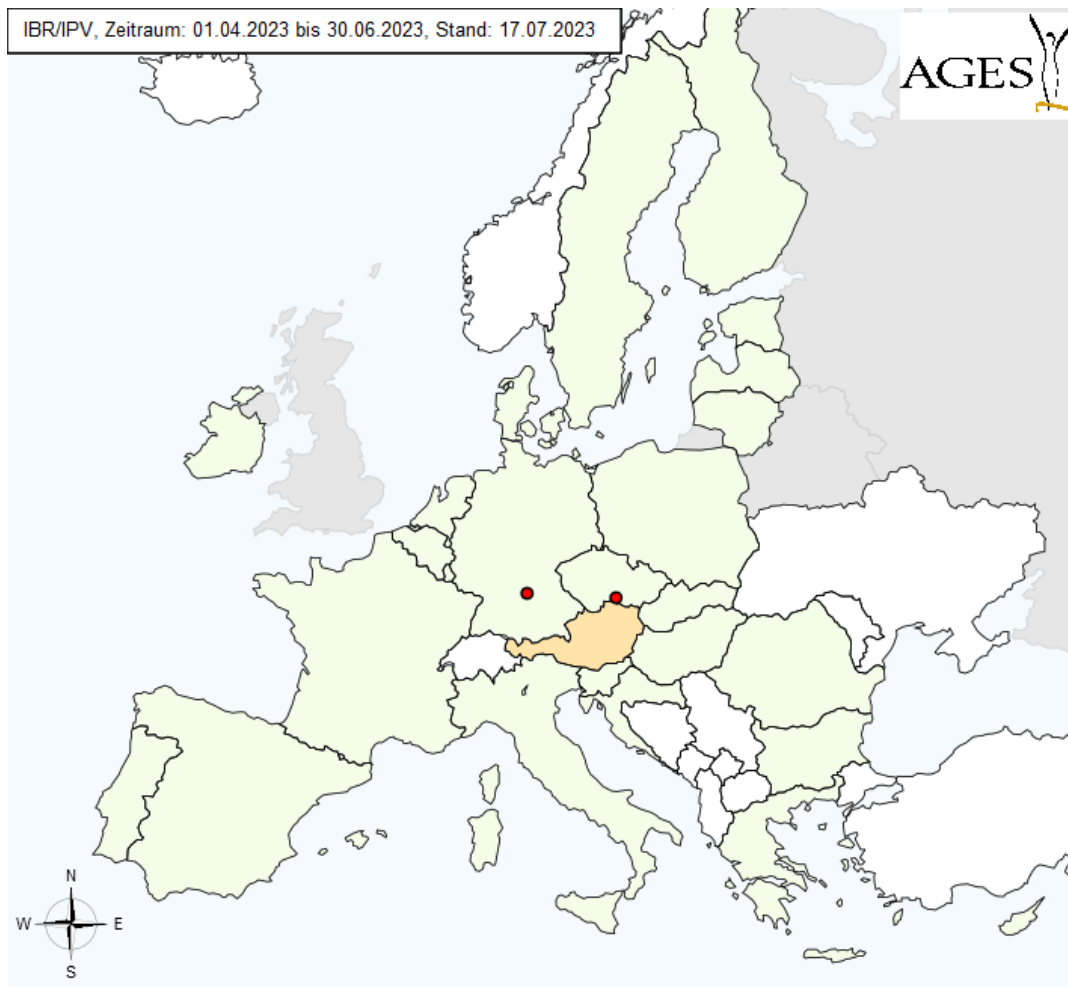 IBR/IPV, Zeitraum: 01.04.2023 bis 30.06.2023, Stand: 17.07.2023
AGES
N
W E
S